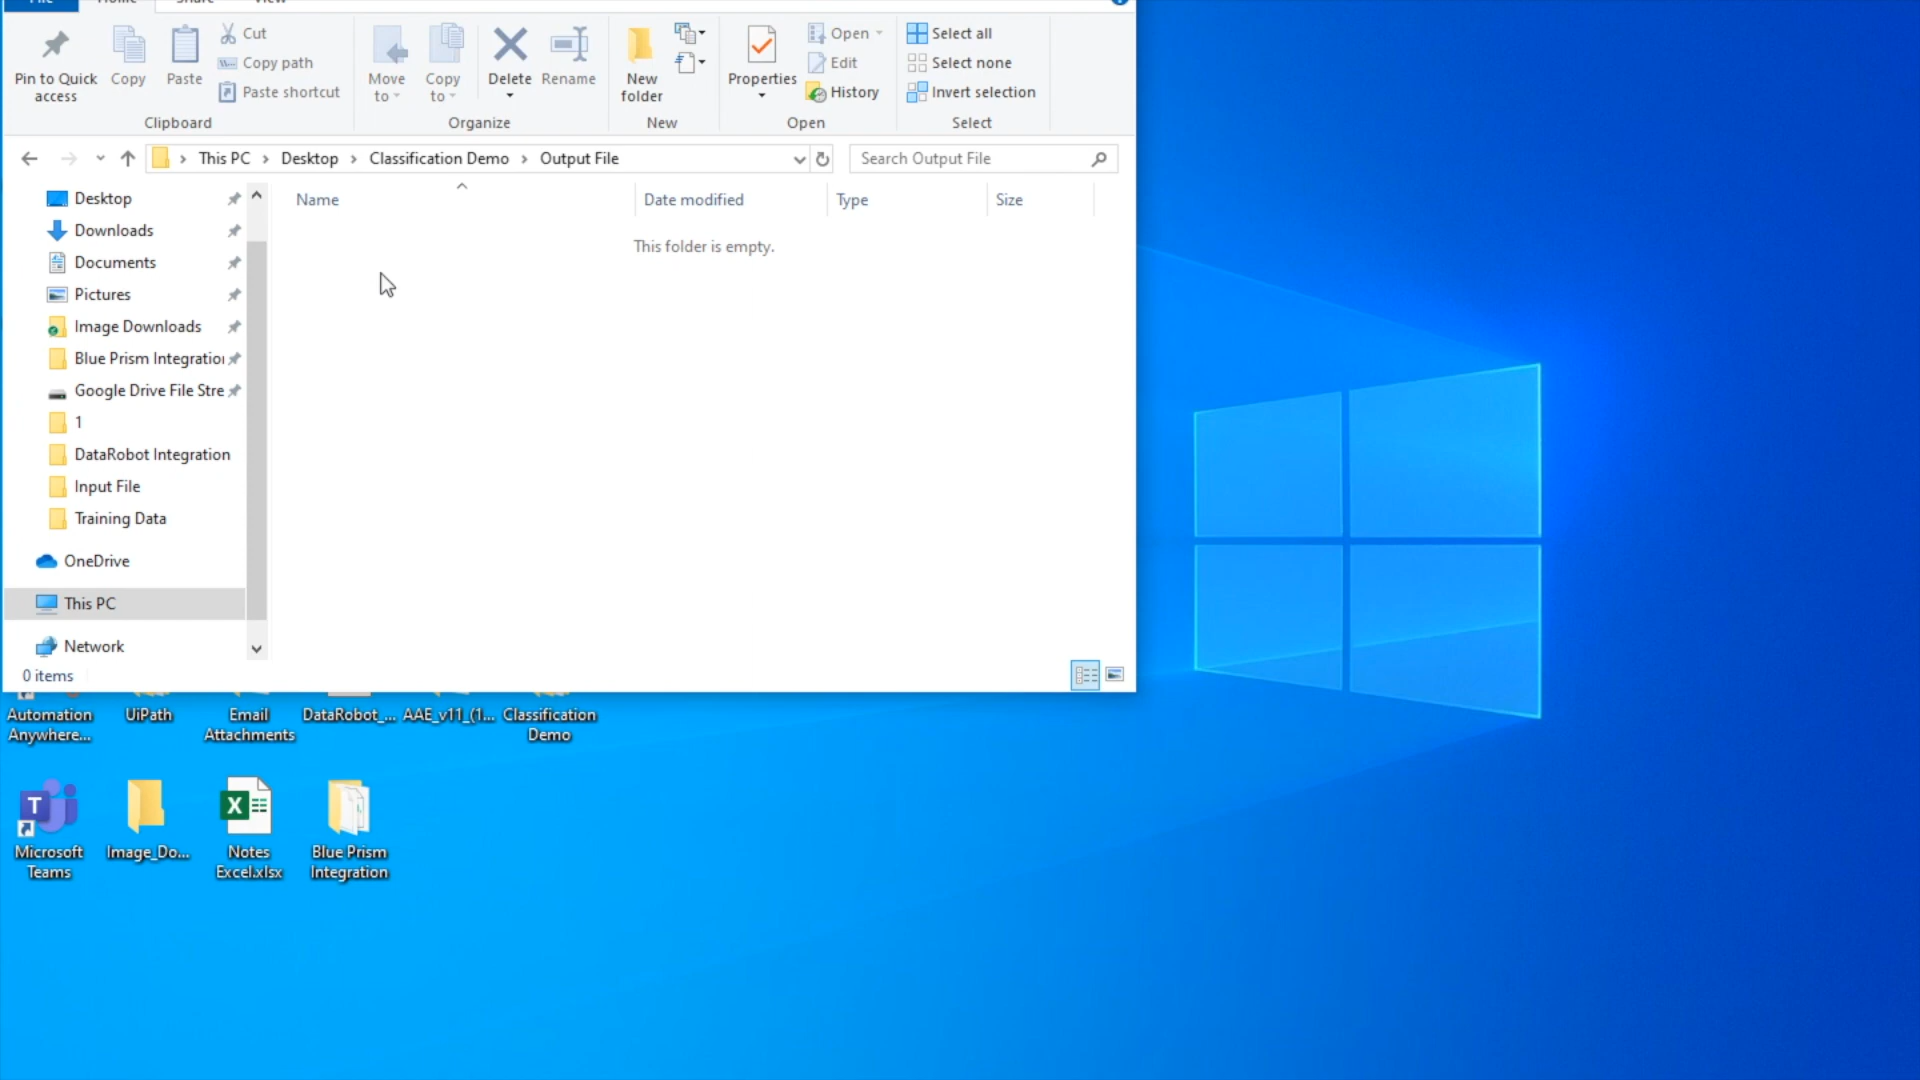 File Home Share View
Pin to Quick access
Copy
Paste
Cut
Copy path
Paste shortcut
Clipboard
Move to
Copy to
Delete
Rename
Organize
New folder
New
Properties
Open
Edit
History
Open
Select all
Select none
Invert selection
Select
This PC Desktop Classification Demo Output File
Search Output File
Name Date modified Type Size
This folder is empty.
Desktop
Downloads
Documents
Pictures
Image Downloads
Blue Prism Integration
Google Drive File Stre
1
DataRobot Integration
Input File
Training Data
OneDrive
This PC
Network
0 items
Automation Anywhere...
UiPath
Email Attachments
DataRobot_...
AAE_v11_(1...
Classification Demo
Microsoft Teams
Image_Do...
Notes Excel.xlsx
Blue Prism Integration